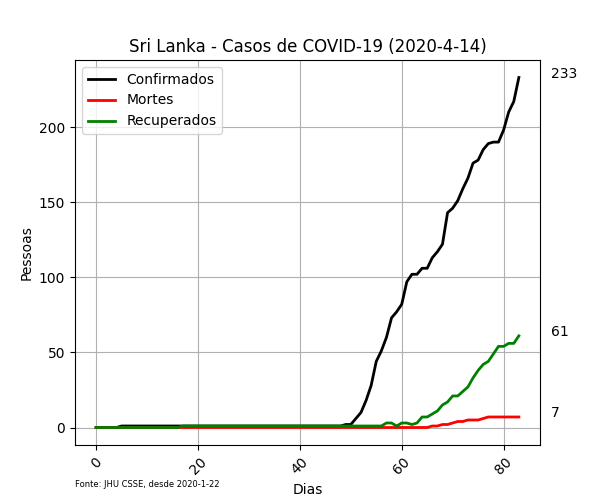 Sri Lanka - Casos de COVID-19 (2020-4-14)
Confirmados
Mortes
Recuperados
233
61
7
200
150
100
50
0
Pessoas
0 20 40 60 80
Dias
Fonte: JHU CSSE, desde 2020-1-22